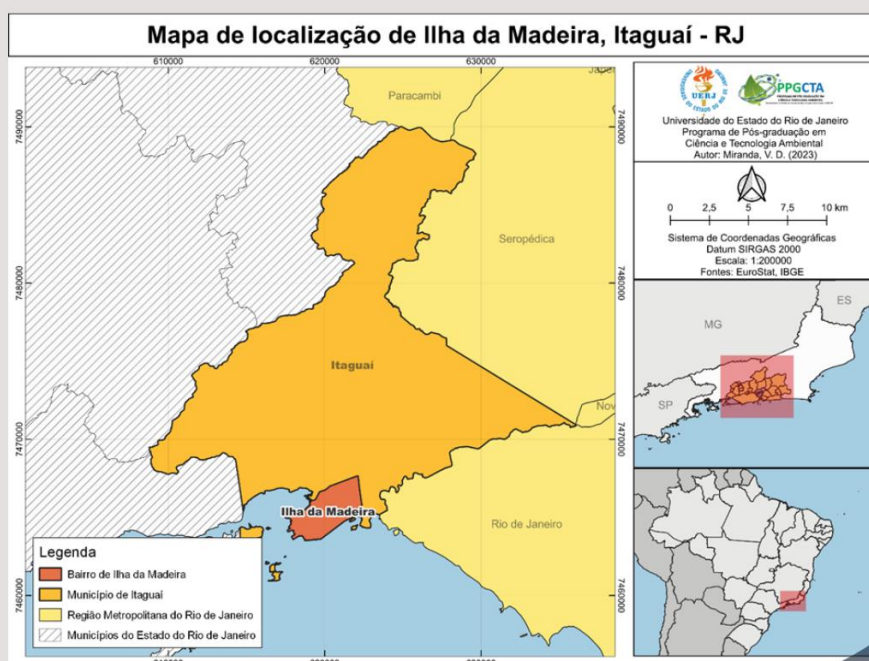 Mapa de localização de Ilha da Madeira, Itaguaí - RJ
610000
620000
630000
Paracambi
7490000
7490000
Seropédica
7480000
7480000
Itaguaí
7470000
7470000
Ilha da Madeira
Rio de Janeiro
7460000
7460000
Legenda
Bairro de Ilha da Madeira
Município de Itaguaí
Região Metropolitana do Rio de Janeiro
Municípios do Estado do Rio de Janeiro
UERJ
PPGCTA
Universidade do Estado do Rio de Janeiro
Programa de Pós-graduação em
Ciência e Tecnologia Ambiental
Autor: Miranda, V. D. (2023)
0 2,5 5 7,5 10 km
Sistema de Coordenadas Geográficas
Datum SIRGAS 2000
Escala: 1:200000
Fontes: EuroStat, IBGE
MG
ES
SP